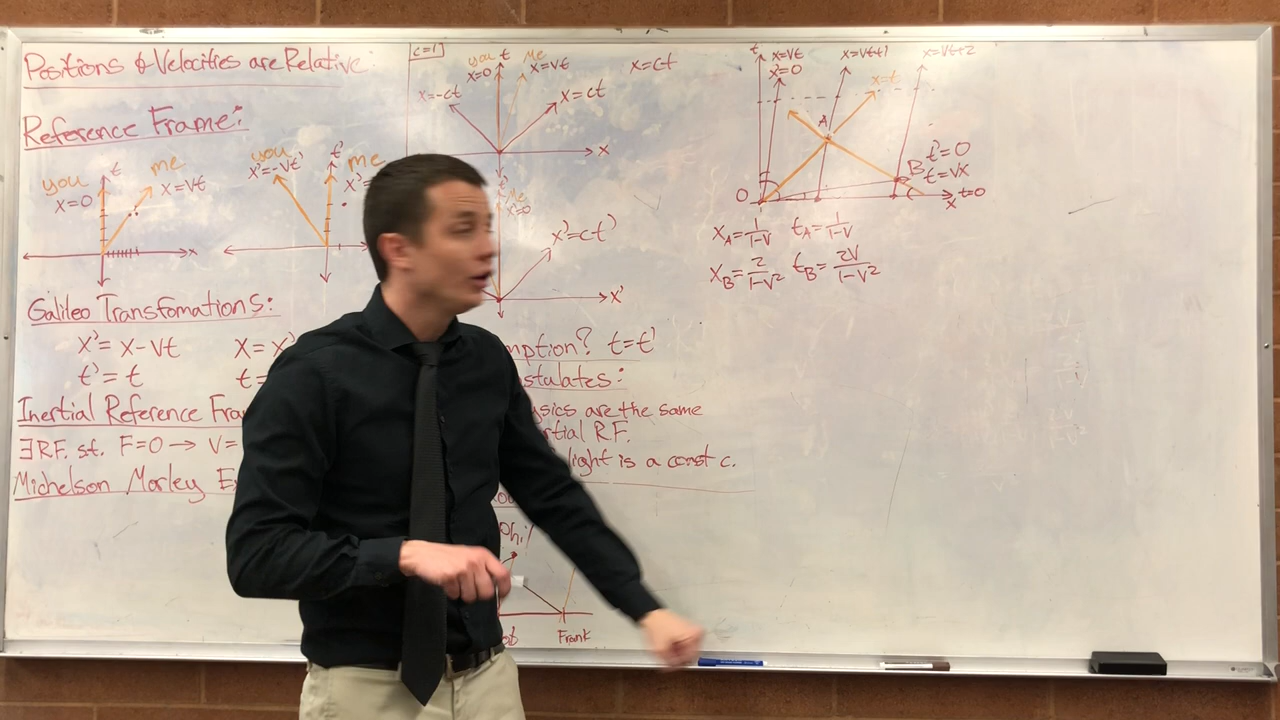 Positions & Velocities are Relative:
Reference Frame:
you
x=0
t
me
x=vt
x
you
x'=-vt'
t'
me
x'=
Galileo Transfomations:
x'= x-vt
x=x'
t'=t
t=
Inertial Reference Fra
∃R.F. st. F=0 → V=
Michelson Morley E
c=1
you
x=0
t
Me
x=vt
x=ct
x=-ct
x=ct
x
t'
Me
x'=0
x'=ct'
x'
mption? t=t'
stulates:
ysics are the same
rtial R.F.
light is a const c.
Frank
t
x=vt
x'=0
x=vt+1
x=vt+2
x=t
A
B
t'=0
t=vx
O
x
t=0
x_A=1/1-v t_A=1/1-v
x_B=2/1-v² t_B=2v/1-v²